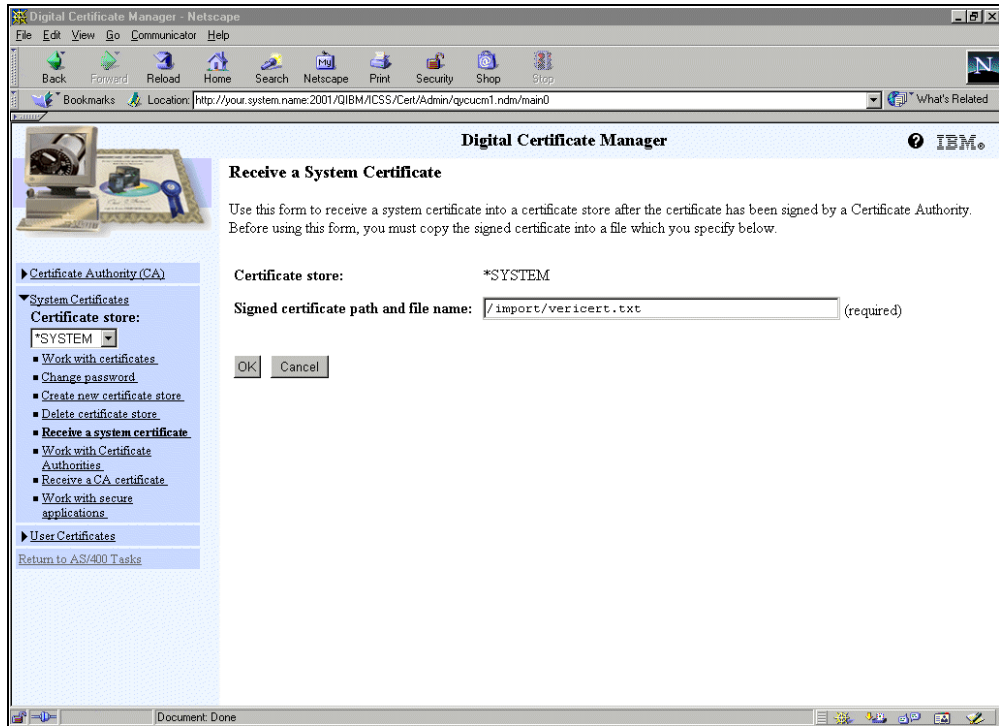 Digital Certificate Manager - Netscape
File Edit View Go Communicator Help
Back Forward Reload Home Search Netscape Print Security Shop Stop
My
N
Bookmarks Location: http://your.system.name:2001/QIBM/ICSS/Cert/Admin/qycucm1.ndm/main0 What's Related
Digital Certificate Manager
IBM
Receive a System Certificate
Use this form to receive a system certificate into a certificate store after the certificate has been signed by a Certificate Authority.
Before using this form, you must copy the signed certificate into a file which you specify below.
Certificate store: *SYSTEM
Signed certificate path and file name: /import/vericert.txt (required)
OK Cancel
Certificate Authority (CA)
System Certificates
Certificate store:
*SYSTEM
Work with certificates
Change password
Create new certificate store
Delete certificate store
Receive a system certificate
Work with Certificate
Authorities
Receive a CA certificate
Work with secure
applications
User Certificates
Return to AS/400 Tasks
Document: Done